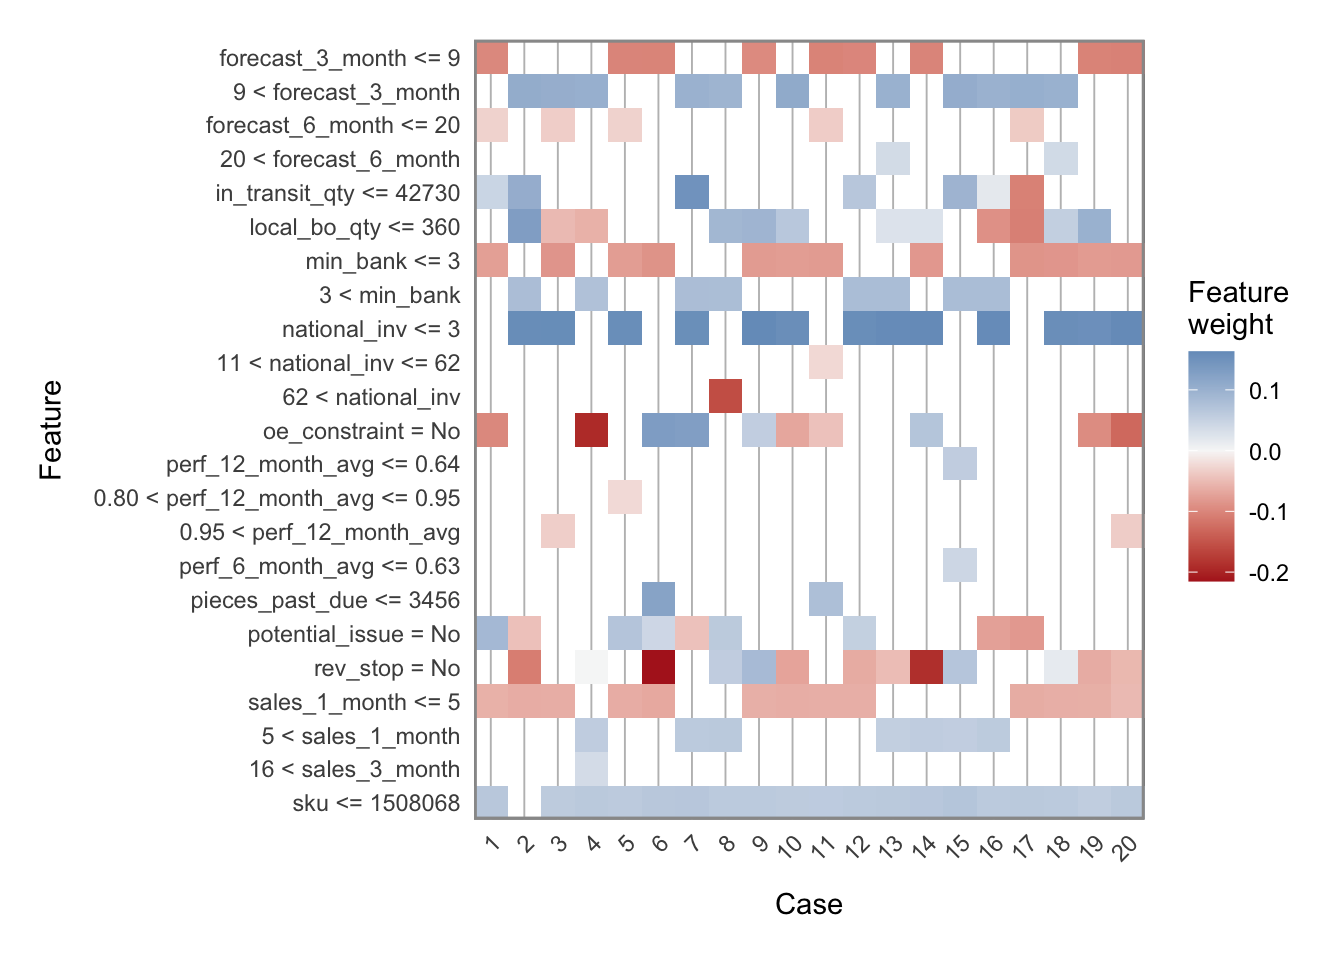 forecast_3_month <= 9
9 < forecast_3_month
forecast_6_month <= 20
20 < forecast_6_month
in_transit_qty <= 42730
local_bo_qty <= 360
min_bank <= 3
3 < min_bank
national_inv <= 3
11 < national_inv <= 62
62 < national_inv
oe_constraint = No
perf_12_month_avg <= 0.64
0.80 < perf_12_month_avg <= 0.95
0.95 < perf_12_month_avg
perf_6_month_avg <= 0.63
pieces_past_due <= 3456
potential_issue = No
rev_stop = No
sales_1_month <= 5
5 < sales_1_month
16 < sales_3_month
sku <= 1508068
Feature
1 2 3 4 5 6 7 8 9 10 11 12 13 14 15 16 17 18 19 20
Case
Feature
weight
0.1
0.0
-0.1
-0.2